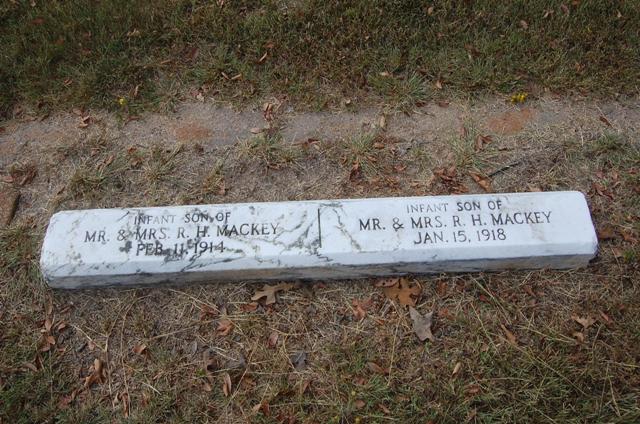 INFANT SON OF
MR. & MRS. R. H. MACKEY
FEB. 11, 1914
INFANT SON OF
MR. & MRS. R. H. MACKEY
JAN. 15, 1918